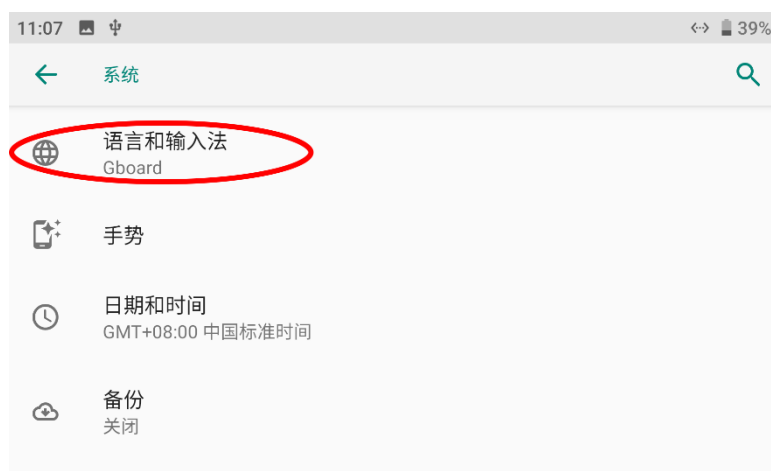 11:07 39%
系统
语言和输入法
Gboard
手势
日期和时间
GMT+08:00 中国标准时间
备份
关闭